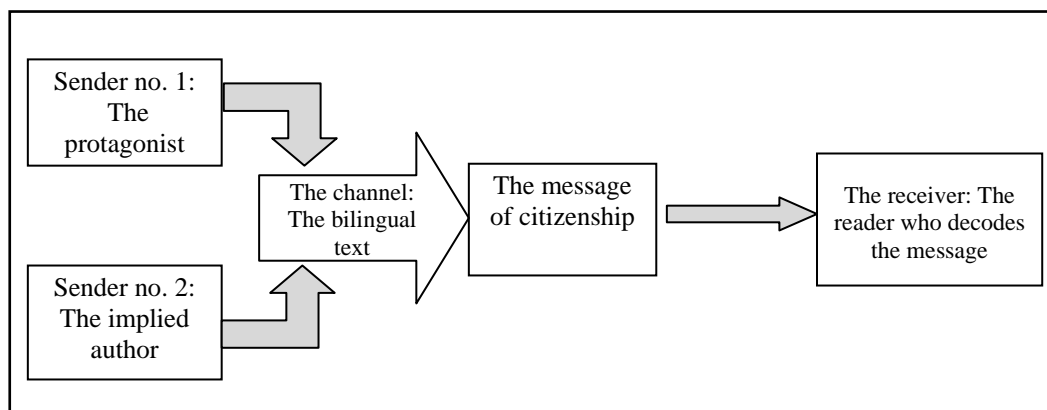 Sender no. 1:
The
protagonist
Sender no. 2:
The implied
author
The channel:
The bilingual
text
The message
of citizenship
The receiver: The
reader who decodes
the message